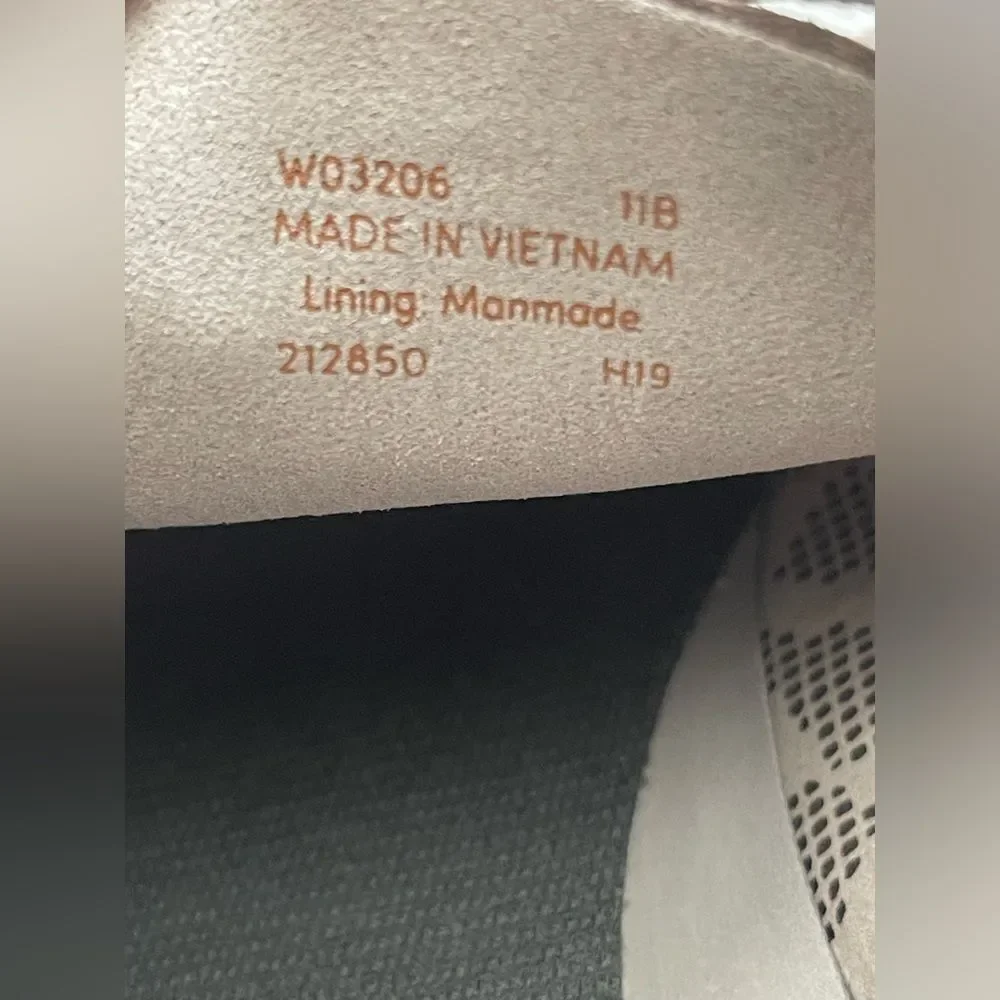 W03206 11B
MADE IN VIETNAM
Lining: Manmade
212850 H19